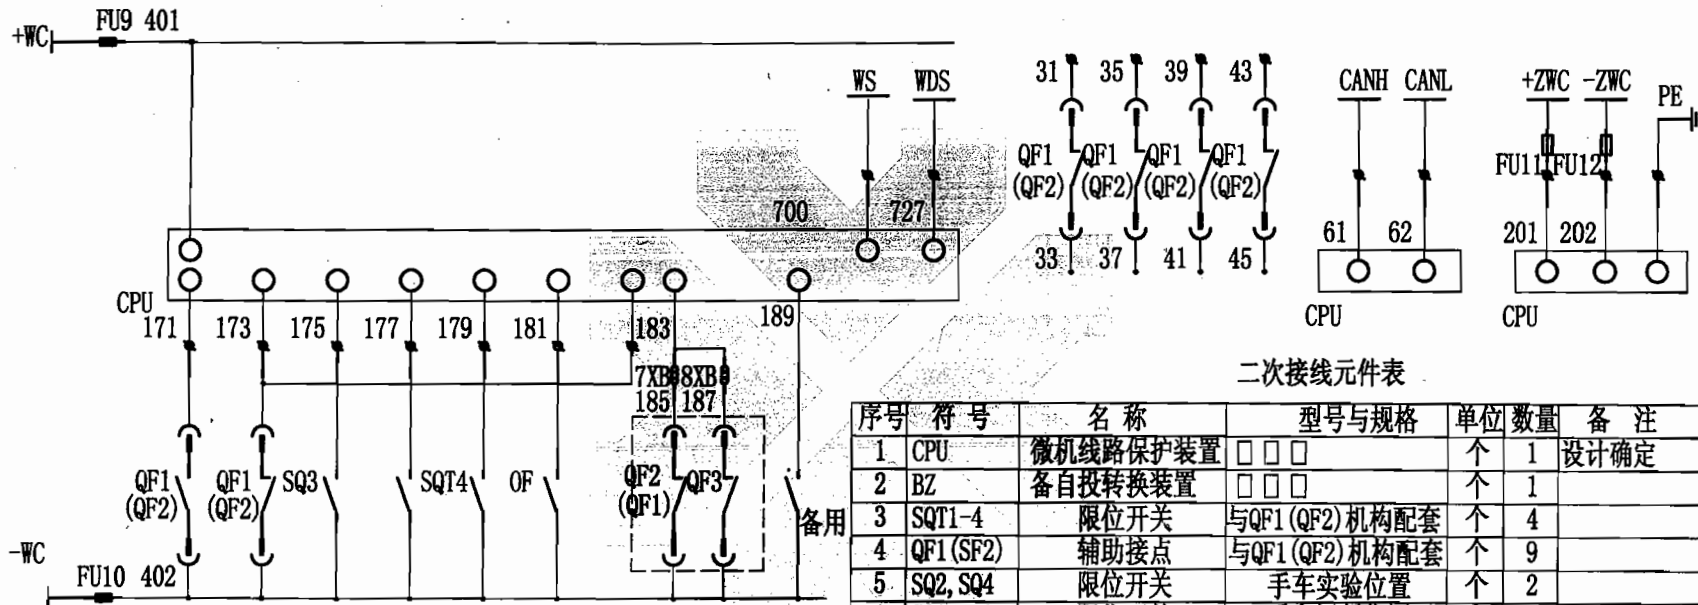 +WC FU9 401
WS WDS
31 35 39 43
CANH CANL
+ZWC -ZWC PE
QF1 QF1 QF1 QF1
(QF2) (QF2) (QF2) (QF2)
FU11 FU12
700 727
33 37 41 45
61 62
201 202
CPU
CPU
CPU
171 173 175 177 179 181 183 189
7XB 8XB
185 187
QF1 QF1 SQ3 SQT4 OF QF2 QF3
(QF2) (QF2) (QF1)
备用
-WC
FU10 402
二次接线元件表
序号 符号 名称 型号与规格 单位 数量 备注
1 CPU 微机线路保护装置 □□□ 个 1 设计确定
2 BZ 备自投转换装置 □□□ 个 1
3 SQT1-4 限位开关 与QF1(QF2)机构配套 个 4
4 QF1(SF2) 辅助接点 与QF1(QF2)机构配套 个 9
5 SQ2,SQ4 限位开关 手车实验位置 个 2